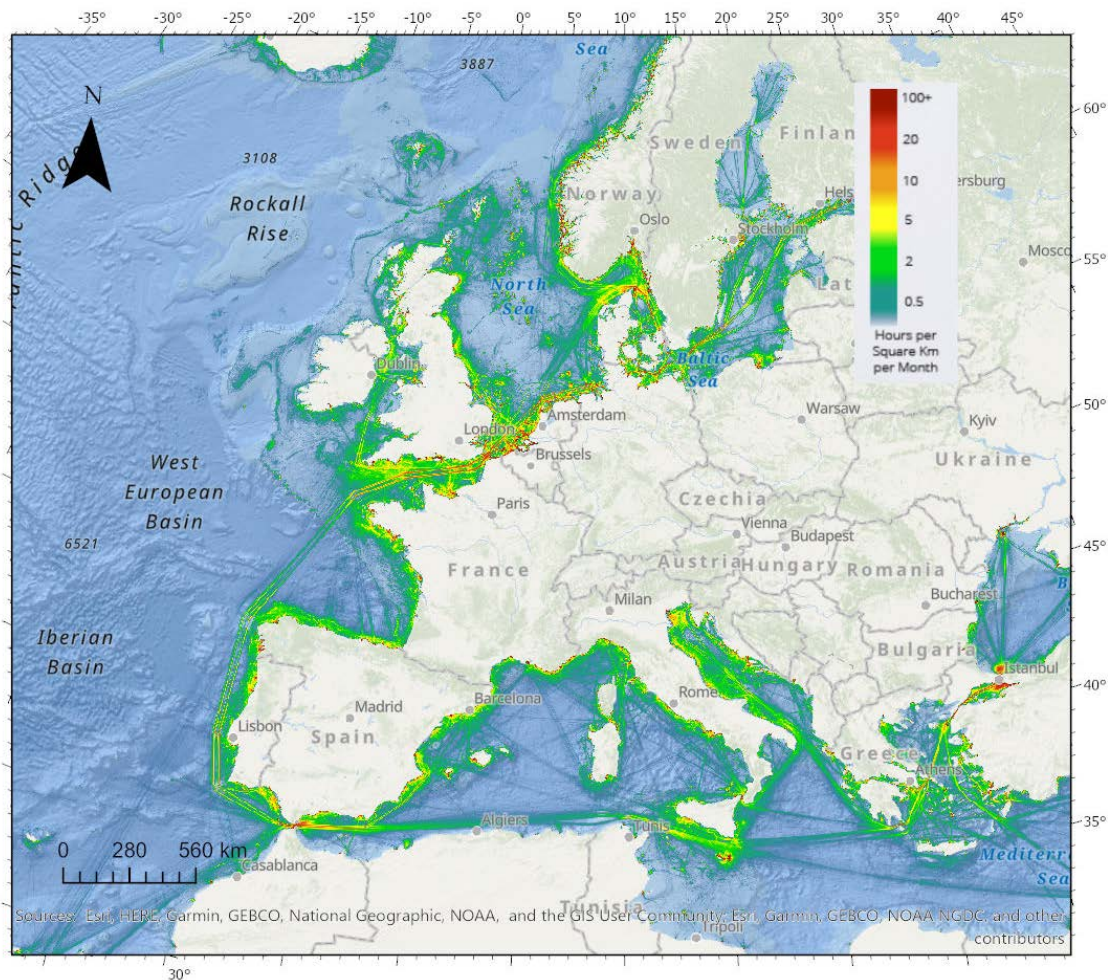 -35° -30° -25° -20° -15° -10° -5° 0° 5° 10° 15° 20° 25° 30° 35° 40° 45°
Sea
3887
N
100+
60°
Sweden
Finlan
20
3108
10
ersburg
Norway
Hels
Rockall
Rise
5
Oslo
Stockholm
Mosco
55°
2
Lat
North
Sea
0.5
Hours per
Square Km
per Month
Dublin
Baltic
Sea
50°
Amsterdam
Warsaw
London
Kyiv
Brussels
Ukraine
West
European
Basin
Paris
Czechia
Vienna
6521
Budapest
45°
France
Austria
Hungary
Romania
Milan
Bucharest
Iberian
Basin
Bulgaria
Istanbul
40°
Rome
Barcelona
Madrid
Lisbon
Spain
Greece
Athens
35°
Algiers
Tunis
0 280 560 km
Casablanca
Mediterr
Sea
Sources: Esri, HERE, Garmin, GEBCO, National Geographic, NOAA, and the GIS User Community, Esri, Garmin, GEBCO, NOAA NGDC, and other
contributors
Tunisia
Tripoli
30°